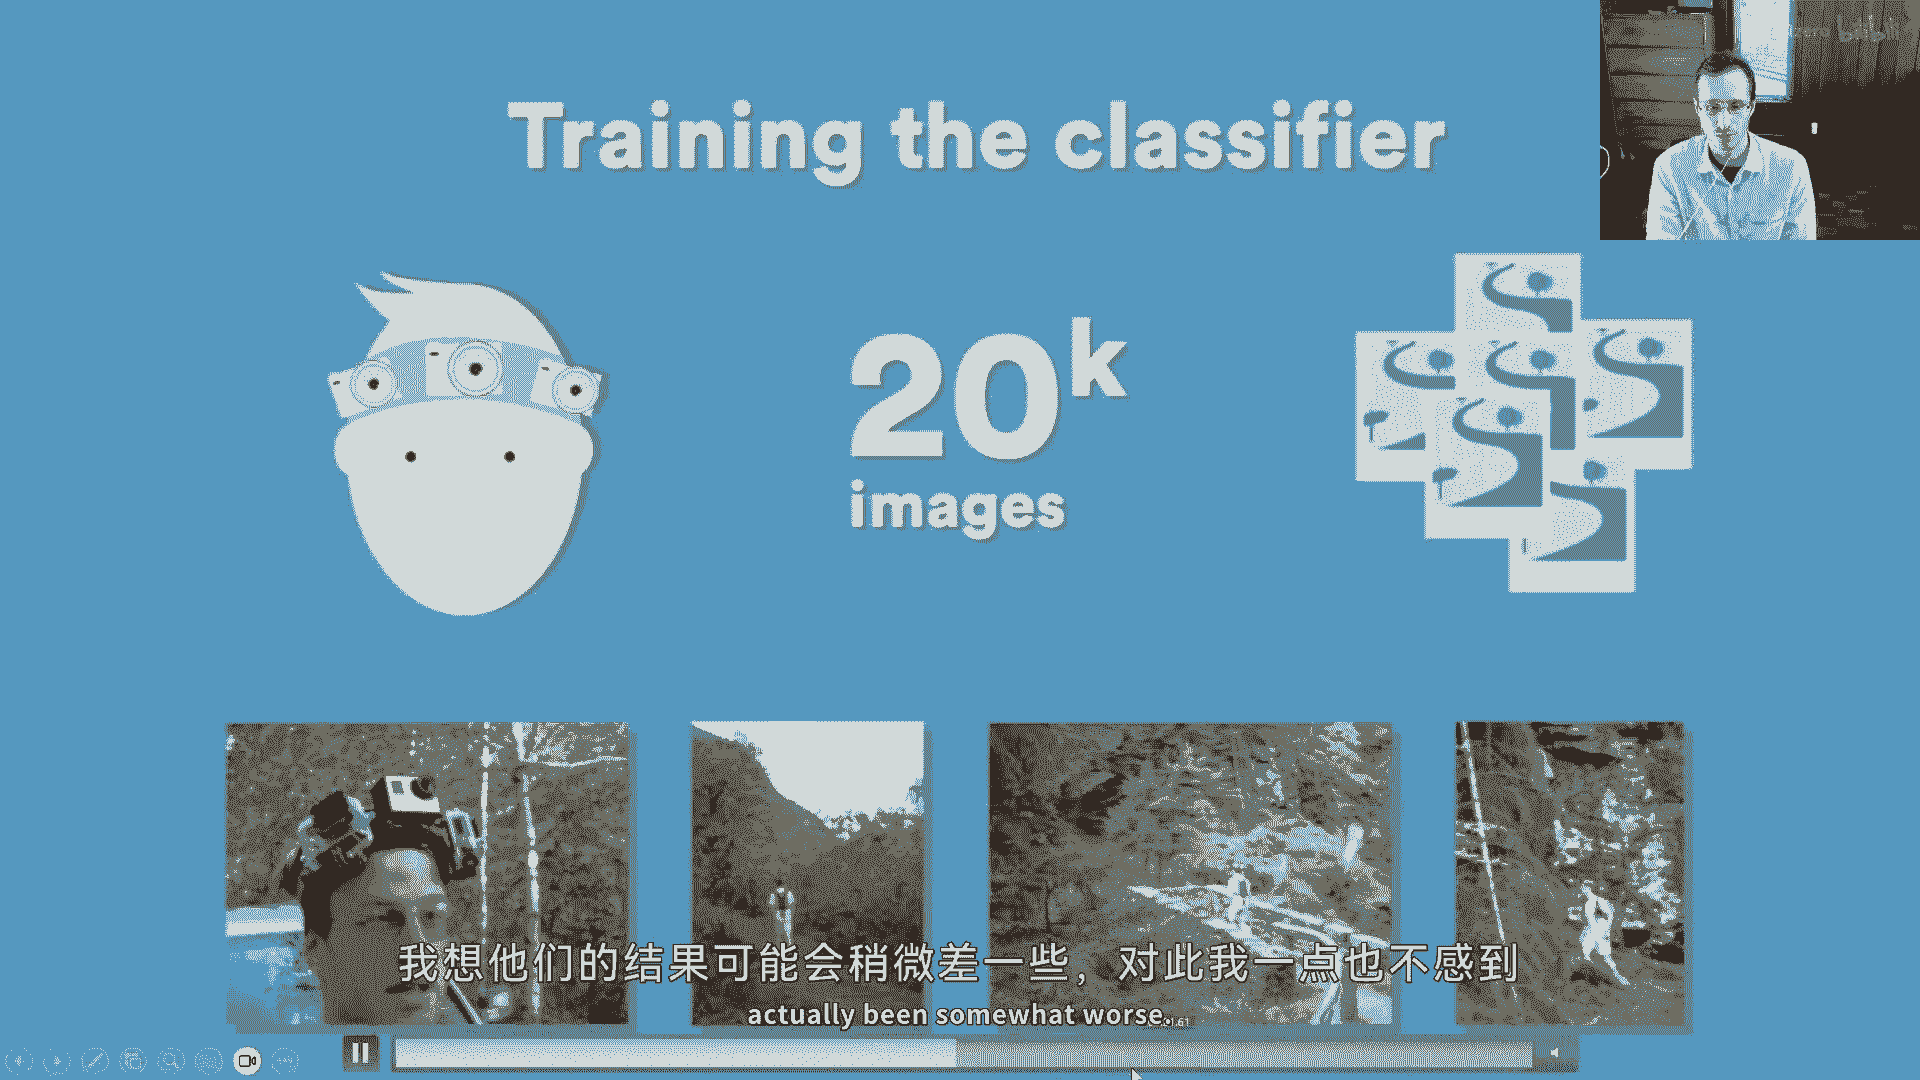 Training the classifier
20k
images
我想他们的结果可能会稍微差一些，对此我一点也不感到
actually been somewhat worse.